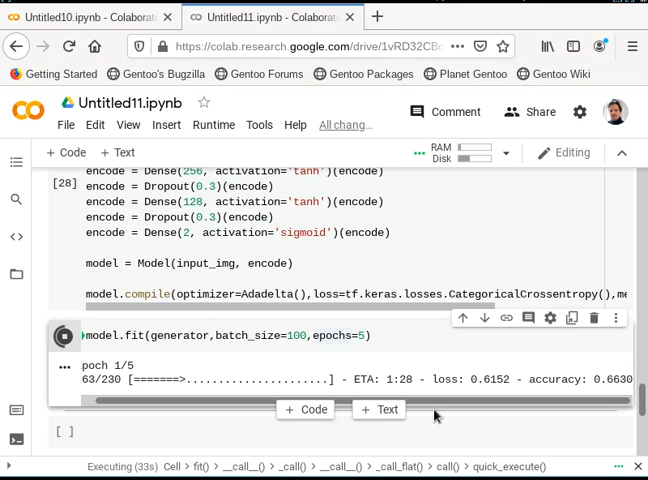 Untitled10.ipynb - Colaborat
Untitled11.ipynb - Colaborat
https://colab.research.google.com/drive/1vRD32CBc
Getting Started Gentoo's Bugzilla Gentoo Forums Gentoo Packages Planet Gentoo Gentoo Wiki
Untitled11.ipynb
Comment Share
File Edit View Insert Runtime Tools Help All chang...
+ Code + Text
RAM
Disk
Editing
encode = Dense(256, activation='tanh')(encode)
[28] encode = Dropout(0.3)(encode)
encode = Dense(128, activation='tanh')(encode)
encode = Dropout(0.3)(encode)
encode = Dense(2, activation='sigmoid')(encode)
model = Model(input_img, encode)
model.compile(optimizer=Adadelta(),loss=tf.keras.losses.CategoricalCrossentropy(),me
model.fit(generator,batch_size=100,epochs=5)
poch 1/5
63/230 [=======>......................] - ETA: 1:28 - loss: 0.6152 - accuracy: 0.6630
+ Code + Text
[ ]
Executing (33s) Cell > fit() > __call__() > _call() > __call__() > _call_flat() > call() > quick_execute()